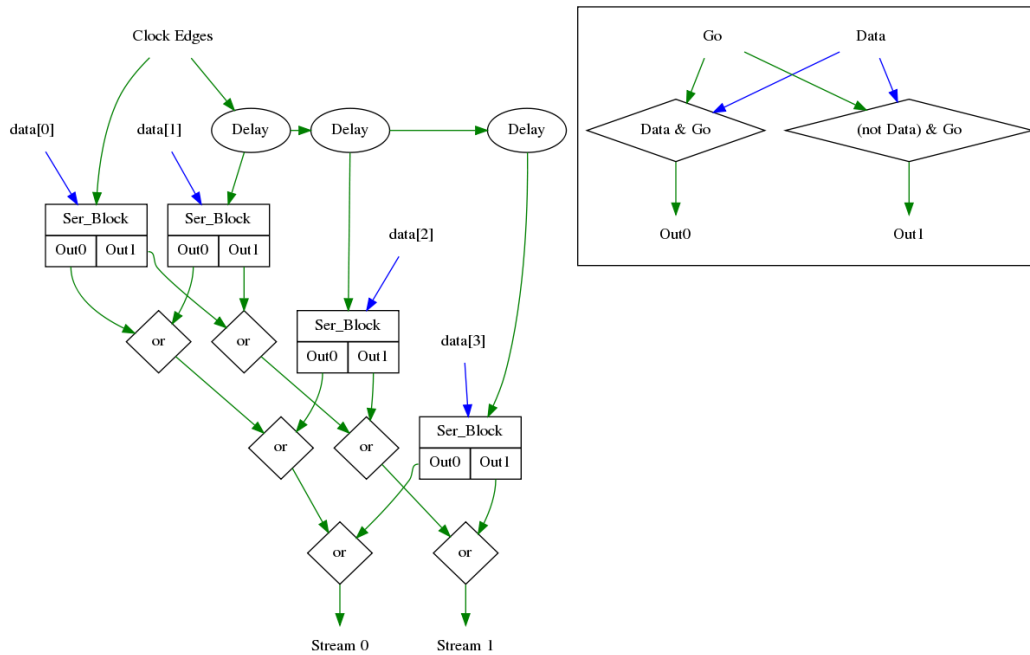 Clock Edges
Go
Data
data[0]
data[1]
Delay
Delay
Delay
Data & Go
(not Data) & Go
Ser_Block
Out0
Out1
Ser_Block
Out0
Out1
data[2]
Out0
Out1
or
or
Ser_Block
Out0
Out1
data[3]
or
or
Ser_Block
Out0
Out1
or
or
Stream 0
Stream 1